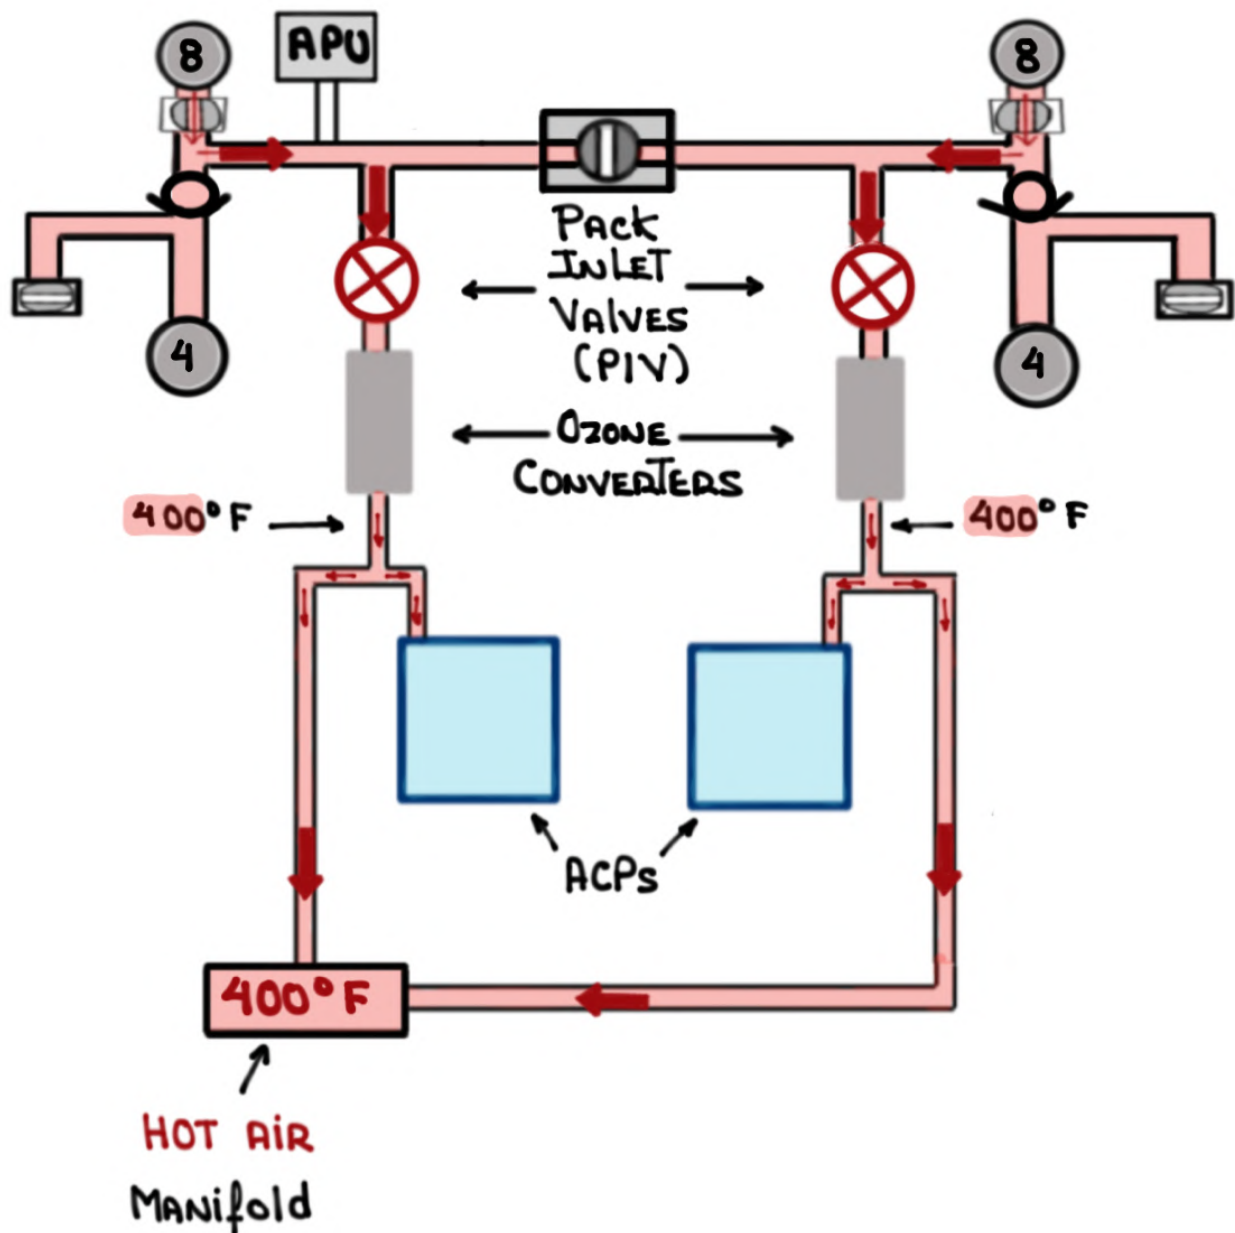 8
APU
8
PACK
INLET
VALVES
(PIV)
4
4
OZONE
CONVERTERS
400° F
400° F
ACPs
400° F
HOT AiR
MANifold